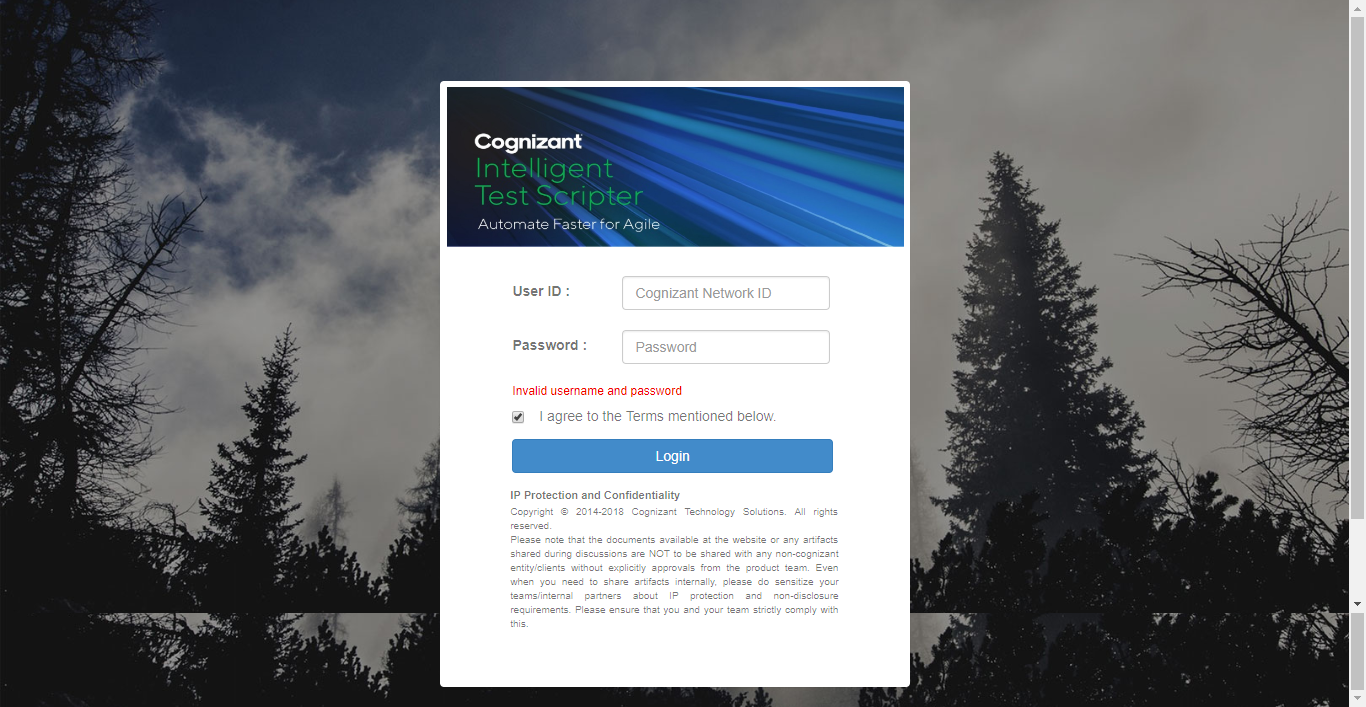 Cognizant
Intelligent
Test Scripter
Automate Faster for Agile
User ID :
Cognizant Network ID
Password :
Password
Invalid username and password
I agree to the Terms mentioned below.
Login
IP Protection and Confidentiality
Copyright © 2014-2018 Cognizant Technology Solutions. All rights
reserved.
Please note that the documents available at the website or any artifacts
shared during discussions are NOT to be shared with any non-cognizant
entity/clients without explicitly approvals from the product team. Even
when you need to share artifacts internally, please do sensitize your
teams/internal partners about IP protection and non-disclosure
requirements. Please ensure that you and your team strictly comply with
this.